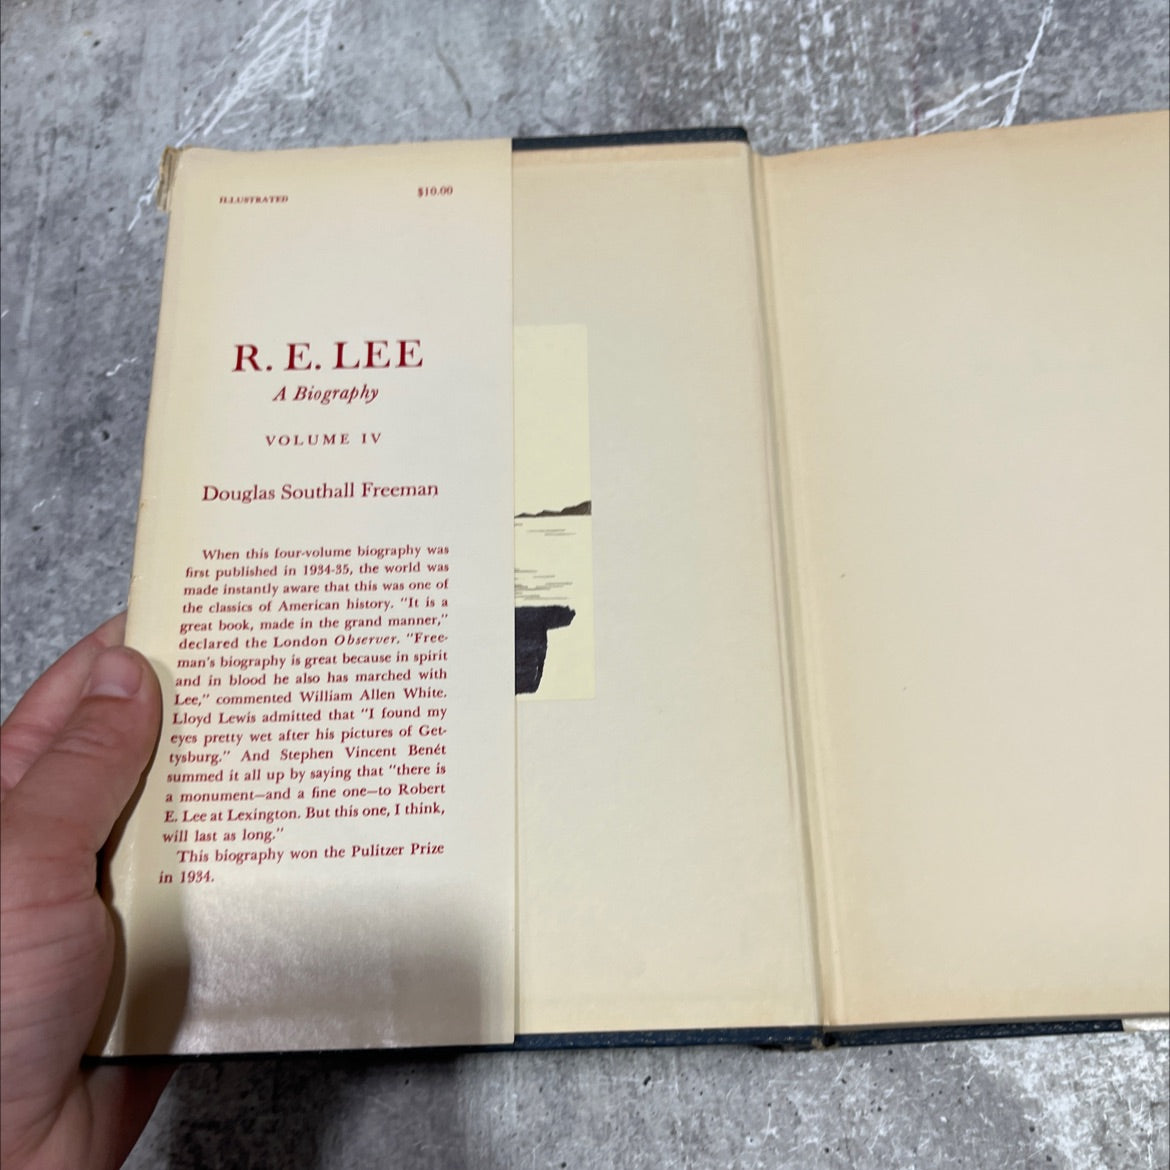 ILLUSTRATED
$10.00
R. E. LEE
A Biography
VOLUME IV
Douglas Southall Freeman
When this four-volume biography was
first published in 1934-35, the world was
made instantly aware that this was one of
the classics of American history. "It is a
great book, made in the grand manner,"
declared the London Observer. "Free-
man's biography is great because in spirit
and in blood he also has marched with
Lee," commented William Allen White.
Lloyd Lewis admitted that "I found my
eyes pretty wet after his pictures of Get-
tysburg." And Stephen Vincent Benét
summed it all up by saying that "there is
a monument—and a fine one—to Robert
E. Lee at Lexington. But this one, I think,
will last as long."
This biography won the Pulitzer Prize
in 1934.